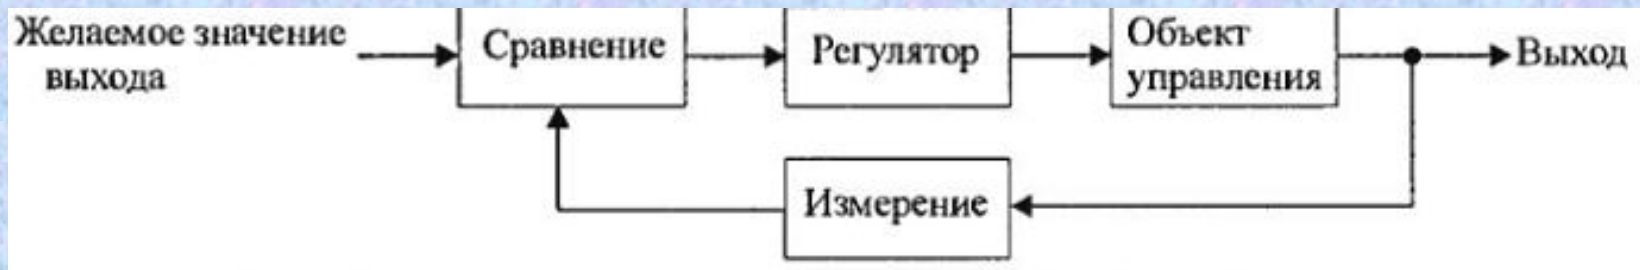 Желаемое значение
выхода
Сравнение
Регулятор
Объект
управления
Выход
Измерение